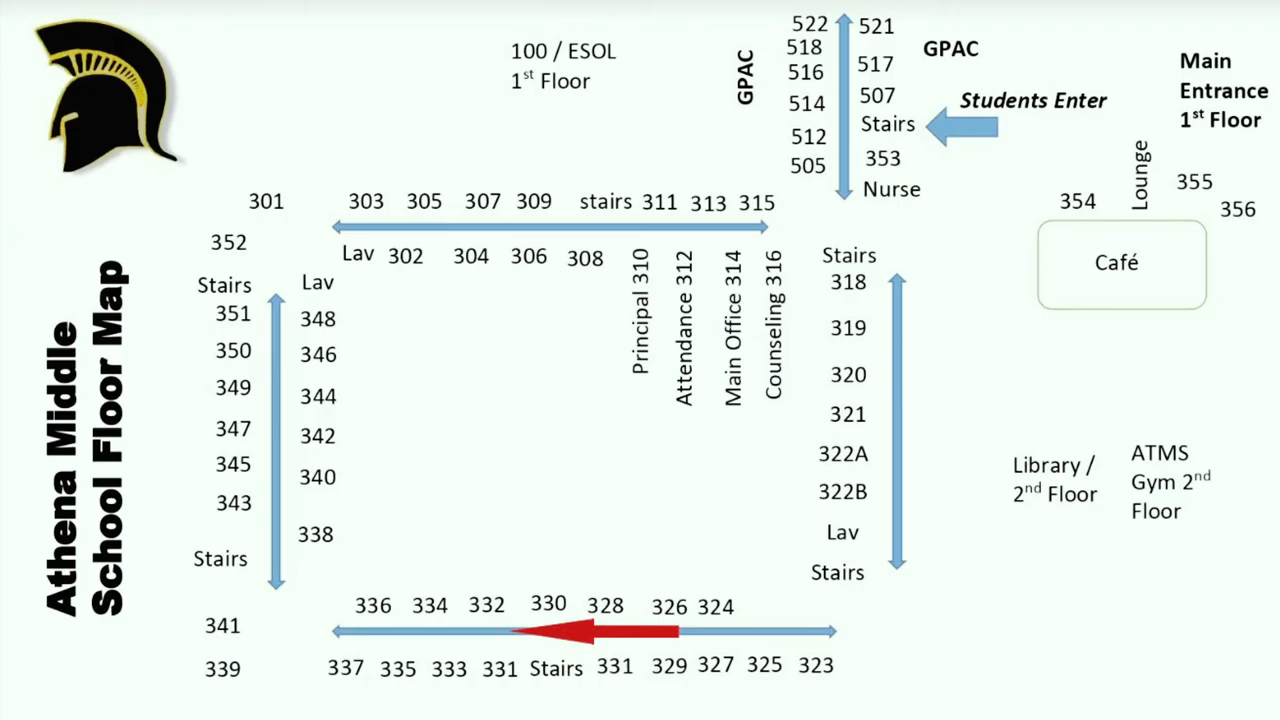 Athena Middle
School Floor Map
100 / ESOL
1st Floor
GPAC
522
518
516
514
512
505
521
517
507
Stairs
353
Nurse
GPAC
Students Enter
Main
Entrance
1st Floor
354
Lounge
355
356
Café
301
303 305 307 309 stairs 311 313 315
Lav 302 304 306 308
Principal 310
Attendance 312
Main Office 314
Counseling 316
352
Stairs
351
350
349
347
345
343
Stairs
Lav
348
346
344
342
340
338
Stairs
318
319
320
321
322A
322B
Lav
Stairs
Library /
2nd Floor
ATMS
Gym 2nd
Floor
341
339
336 334 332 330 328 326 324
337 335 333 331 Stairs 331 329 327 325 323